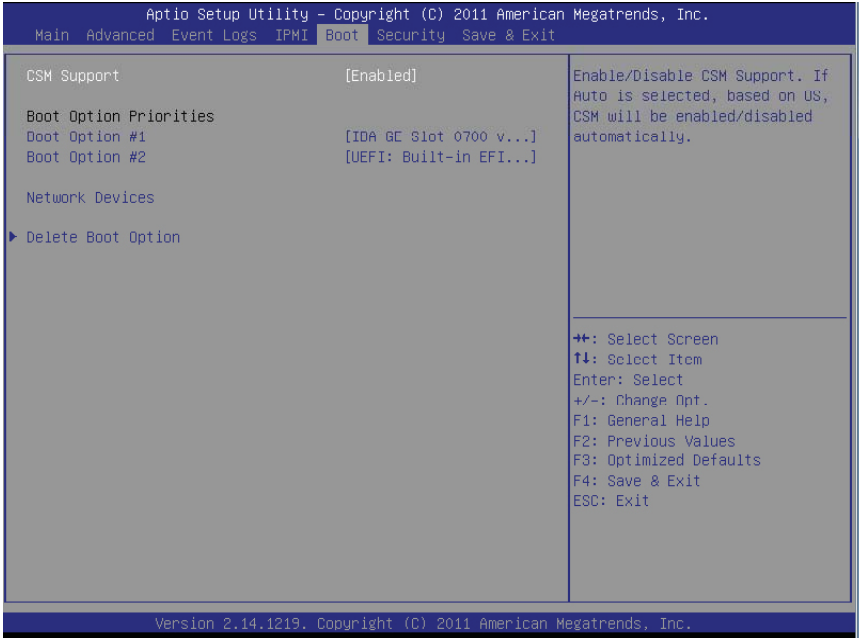 Aptio Setup Utility – Copyright (C) 2011 American Megatrends, Inc.
Main Advanced Event Logs IPMI Boot Security Save & Exit
CSM Support [Enabled]
Boot Option Priorities
Boot Option #1 [IDA GE Slot 0700 v...]
Boot Option #2 [UEFI: Built-in EFI...]
Network Devices
Delete Boot Option
Enable/Disable CSM Support. If
Auto is selected, based on OS,
CSM will be enabled/disabled
automatically.
→←: Select Screen
↑↓: Select Item
Enter: Select
+/-: Change Opt.
F1: General Help
F2: Previous Values
F3: Optimized Defaults
F4: Save & Exit
ESC: Exit
Version 2.14.1219. Copyright (C) 2011 American Megatrends, Inc.